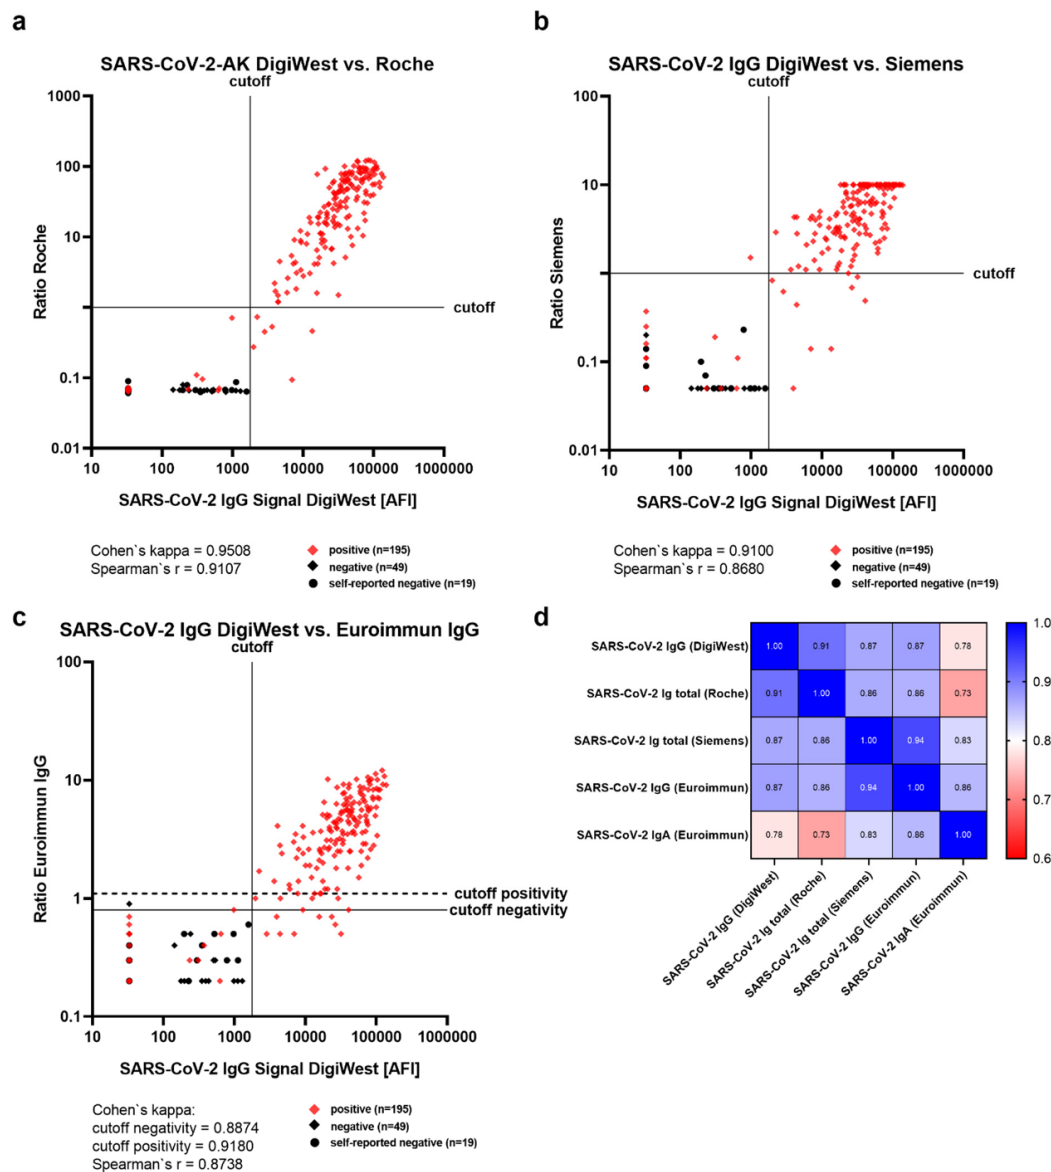 a
SARS-CoV-2-AK DigiWest vs. Roche
cutoff
1000
100
10
0.1
0.01
Ratio Roche
cutoff
10 100 1000 10000 100000 1000000
SARS-CoV-2 IgG Signal DigiWest [AFI]
Cohen`s kappa = 0.9508
Spearman`s r = 0.9107
positive (n=195)
negative (n=49)
self-reported negative (n=19)
b
SARS-CoV-2 IgG DigiWest vs. Siemens
cutoff
100
10
0.1
0.01
Ratio Siemens
cutoff
10 100 1000 10000 100000 1000000
SARS-CoV-2 IgG Signal DigiWest [AFI]
Cohen`s kappa = 0.9100
Spearman`s r = 0.8680
positive (n=195)
negative (n=49)
self-reported negative (n=19)
c
SARS-CoV-2 IgG DigiWest vs. Euroimmun IgG
cutoff
100
10
1
0.1
Ratio Euroimmun IgG
cutoff positivity
cutoff negativity
10 100 1000 10000 100000 1000000
SARS-CoV-2 IgG Signal DigiWest [AFI]
Cohen`s kappa:
cutoff negativity = 0.8874
cutoff positivity = 0.9180
Spearman`s r = 0.8738
positive (n=195)
negative (n=49)
self-reported negative (n=19)
d
SARS-CoV-2 IgG (DigiWest) 1.00 0.91 0.87 0.87 0.78
SARS-CoV-2 Ig total (Roche) 0.91 1.00 0.86 0.86 0.73
SARS-CoV-2 Ig total (Siemens) 0.87 0.86 1.00 0.94 0.83
SARS-CoV-2 IgG (Euroimmun) 0.87 0.86 0.94 1.00 0.86
SARS-CoV-2 IgA (Euroimmun) 0.78 0.73 0.83 0.86 1.00
SARS-CoV-2 IgG (DigiWest)
SARS-CoV-2 Ig total (Roche)
SARS-CoV-2 Ig total (Siemens)
SARS-CoV-2 IgG (Euroimmun)
SARS-CoV-2 IgA (Euroimmun)
1.0
0.9
0.8
0.7
0.6